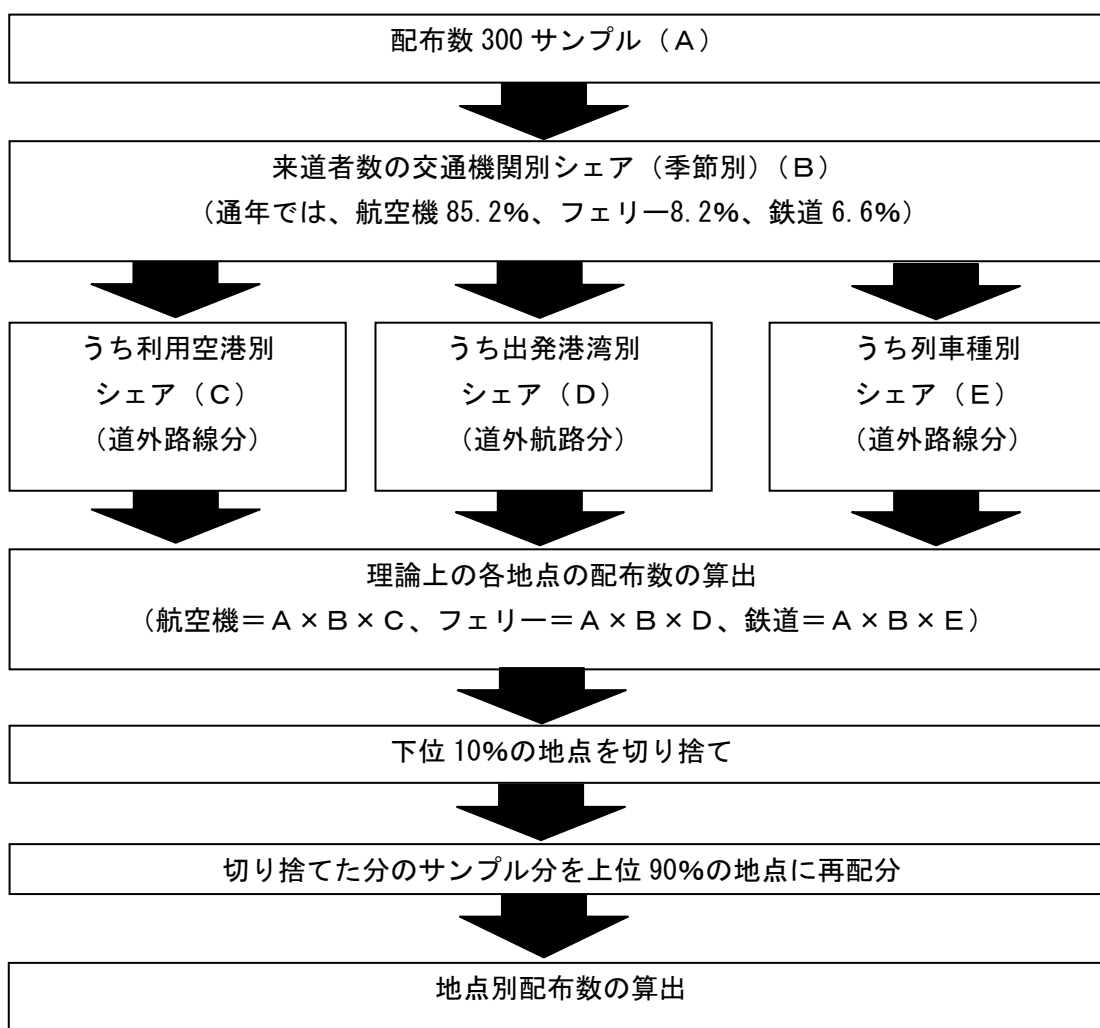 配布数 300 サンプル（Ａ）
来道者数の交通機関別シェア（季節別）（Ｂ）
（通年では、航空機 85.2％、フェリー8.2％、鉄道 6.6％）
うち利用空港別
シェア（Ｃ）
（道外路線分）
うち出発港湾別
シェア（Ｄ）
（道外航路分）
うち列車種別
シェア（Ｅ）
（道外路線分）
理論上の各地点の配布数の算出
（航空機＝Ａ×Ｂ×Ｃ、フェリー＝Ａ×Ｂ×Ｄ、鉄道＝Ａ×Ｂ×Ｅ）
下位 10％の地点を切り捨て
切り捨てた分のサンプル分を上位 90％の地点に再配分
地点別配布数の算出